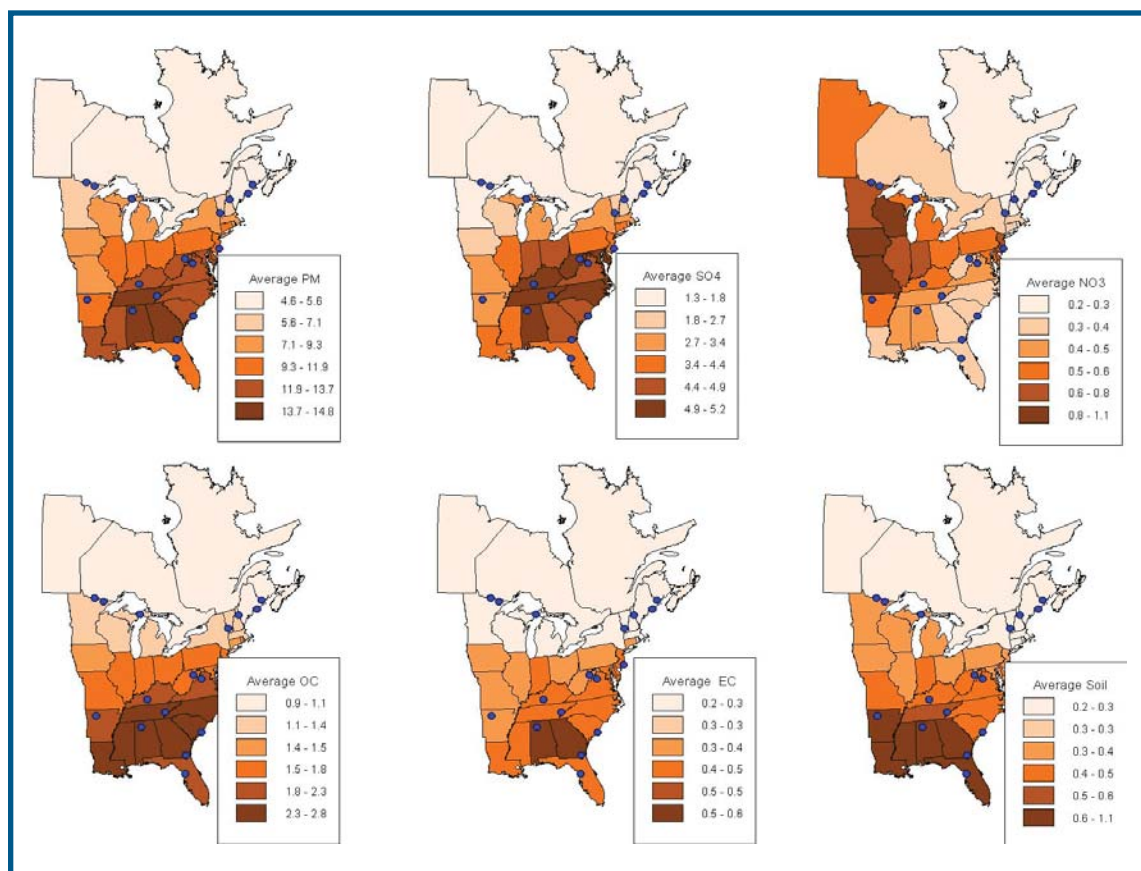 Average PM
4.6 - 5.6
5.6 - 7.1
7.1 - 9.3
9.3 - 11.9
11.9 - 13.7
13.7 - 14.8
Average SO4
1.3 - 1.8
1.8 - 2.7
2.7 - 3.4
3.4 - 4.4
4.4 - 4.9
4.9 - 5.2
Average NO3
0.2 - 0.3
0.3 - 0.4
0.4 - 0.5
0.5 - 0.6
0.6 - 0.8
0.8 - 1.1
Average OC
0.9 - 1.1
1.1 - 1.4
1.4 - 1.5
1.5 - 1.8
1.8 - 2.3
2.3 - 2.8
Average EC
0.2 - 0.3
0.3 - 0.3
0.3 - 0.4
0.4 - 0.5
0.5 - 0.5
0.5 - 0.6
Average Soil
0.2 - 0.3
0.3 - 0.3
0.3 - 0.4
0.4 - 0.5
0.5 - 0.6
0.6 - 1.1